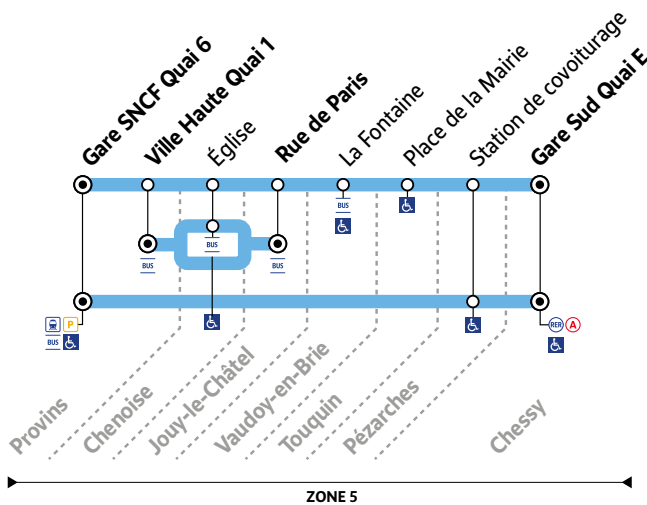 Gare SNCF Quai 6
Ville Haute Quai 1
Église
Rue de Paris
La Fontaine
Place de la Mairie
Station de covoiturage
Gare Sud Quai E
BUS
BUS
BUS
BUS
P
BUS
RER A
Provins
Chenoise
Jouy-le-Châtel
Vaudoy-en-Brie
Touquin
Pézarches
Chessy
ZONE 5